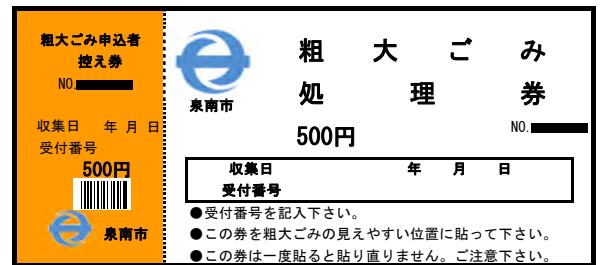 粗大ごみ申込者
控え券
NO.
収集日 年 月 日
受付番号
500円
泉南市
泉南市
粗大ごみ
処理券
500円
NO.
収集日 年 月 日
受付番号
●受付番号を記入下さい。
●この券を粗大ごみの見えやすい位置に貼って下さい。
●この券は一度貼ると貼り直りません。ご注意下さい。